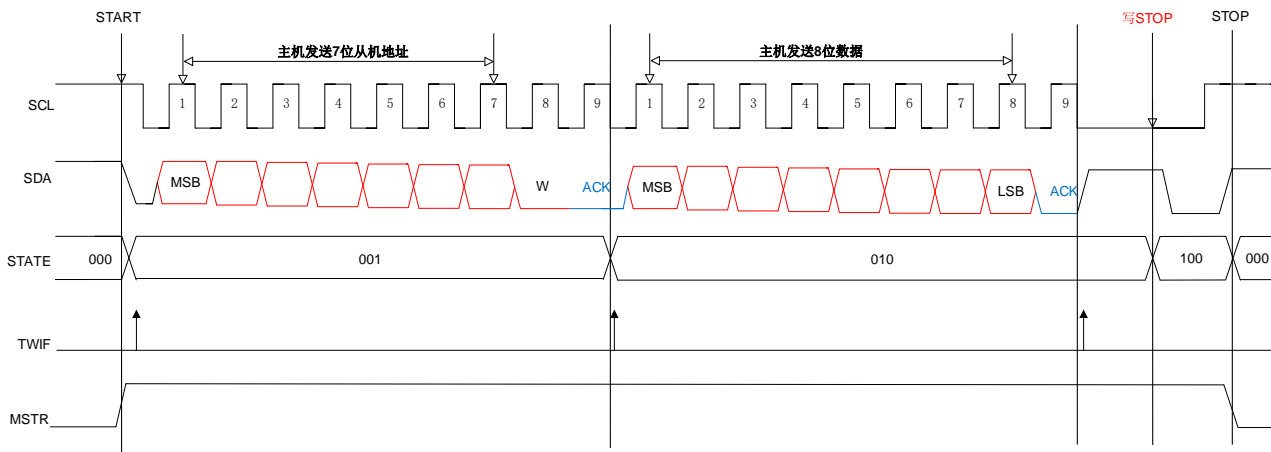 START 写STOP STOP
主机发送7位从机地址 主机发送8位数据
SCL 1 2 3 4 5 6 7 8 9 1 2 3 4 5 6 7 8 9
SDA MSB W ACK MSB LSB ACK
STATE 000 001 010 100 000
TWIF
MSTR